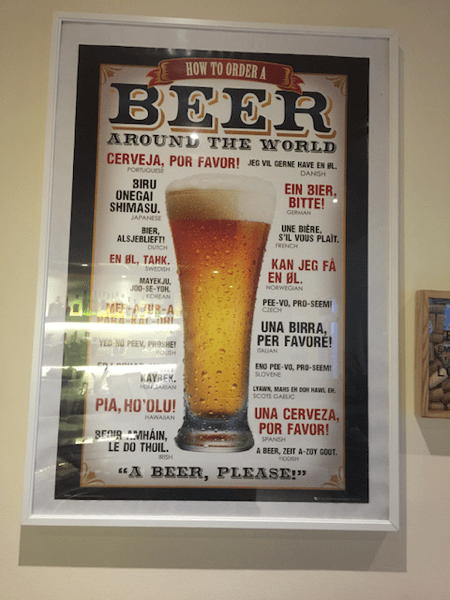 HOW TO ORDER A
BEER
AROUND THE WORLD
CERVEJA, POR FAVOR!
PORTUGUESE
BIRU
ONEGAI
SHIMASU.
JAPANESE
BIER,
ALSJEBLIEFT!
DUTCH
EN ØL, TAHK.
SWEDISH
MAYEKJU,
JOO-SE-YOH.
KOREAN
POLISH
NAYREK.
HUNGARIAN
PIA, HO'OLU!
HAWAIIAN
BEOIR AMHÁIN,
LE DO THOIL.
IRISH
JEG VIL GERNE HAVE EN ØL.
DANISH
EIN BIER,
BITTE!
GERMAN
UNE BIÈRE,
S'IL VOUS PLAÎT.
FRENCH
KAN JEG FÅ
EN ØL.
NORWEGIAN
PEE-VO, PRO-SEEM!
CZECH
UNA BIRRA,
PER FAVORE!
ITALIAN
ENO PEE-VO, PRO-SEEM!
SLOVENE
LYAWN, MAHS EH DOH HAWL EH.
SCOTS GAELIC
UNA CERVEZA,
POR FAVOR!
SPANISH
A BEER, ZEIT A-ZOY GOUT.
YIDDISH
"A BEER, PLEASE!"